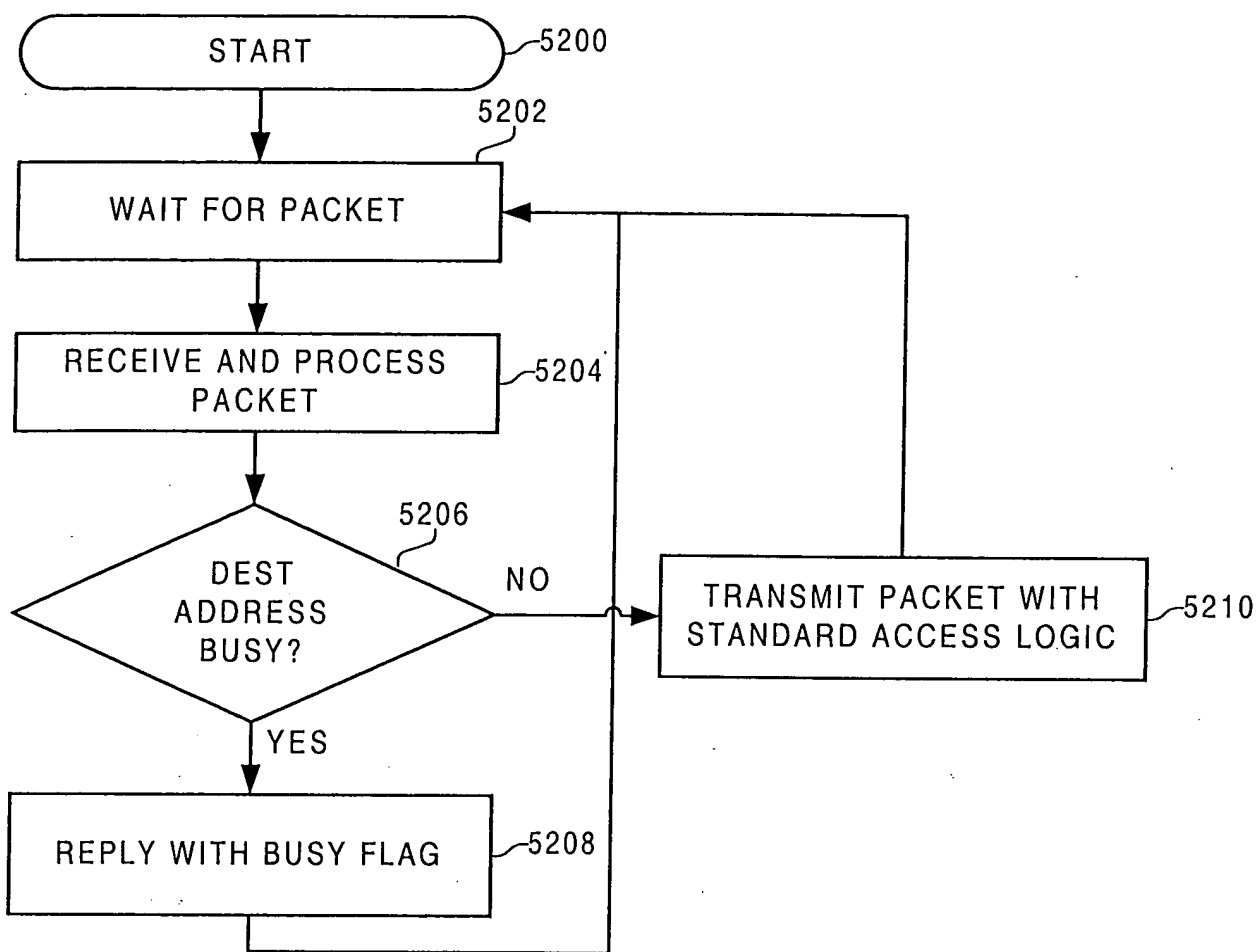 START
5200
5202
WAIT FOR PACKET
RECEIVE AND PROCESS
PACKET
5204
5206
DEST
ADDRESS
BUSY?
NO
TRANSMIT PACKET WITH
STANDARD ACCESS LOGIC
5210
YES
REPLY WITH BUSY FLAG
5208